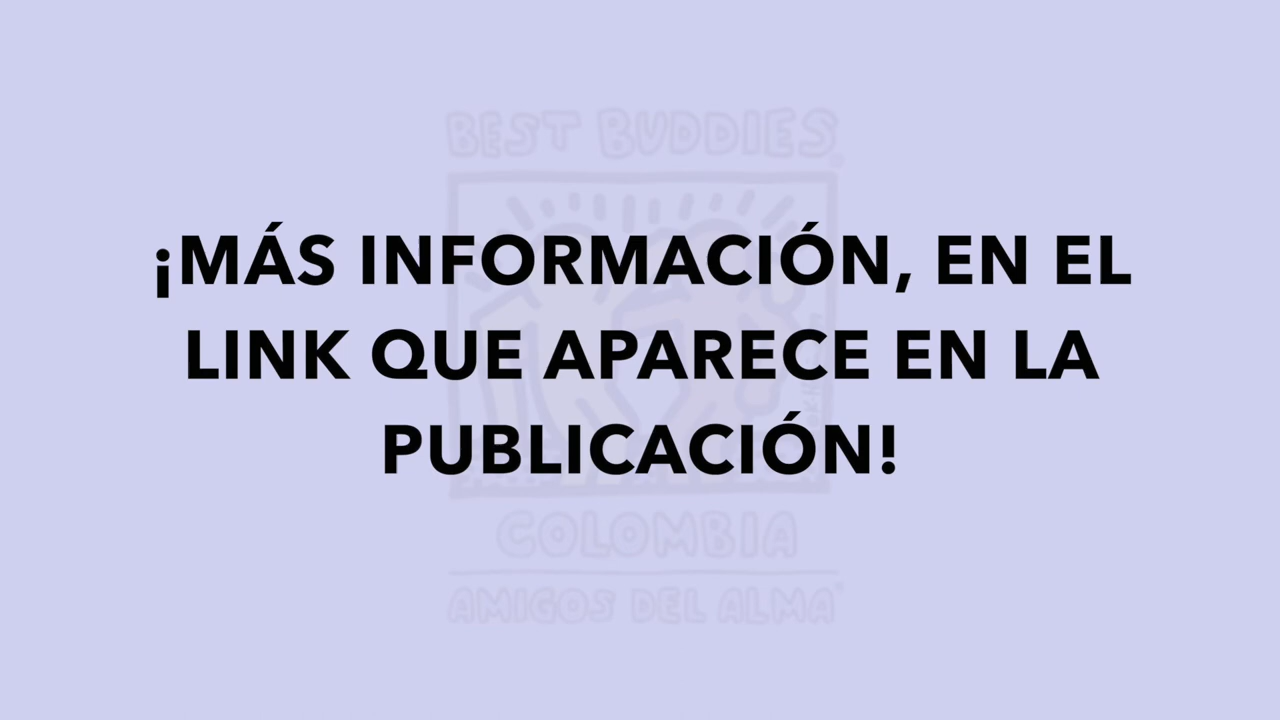 BEST BUDDIES®
¡MÁS INFORMACIÓN, EN EL
LINK QUE APARECE EN LA
PUBLICACIÓN!
COLOMBIA
AMIGOS DEL ALMA